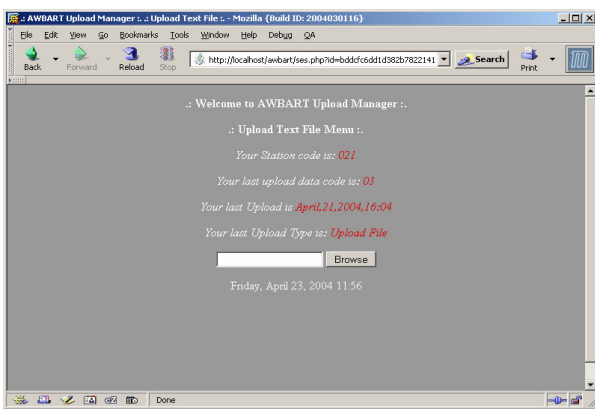 .: AWBART Upload Manager :. .: Upload Text File :. - Mozilla {Build ID: 2004030116}
File Edit View Go Bookmarks Tools Window Help Debug QA
Back Forward Reload Stop http://localhost/awbart/ses.php?id=bddcfc6dd1d382b7822141 Search Print
.: Welcome to AWBART Upload Manager :.
.: Upload Text File Menu :.
Your Station code is: 021
Your last upload data code is: 03
Your last Upload is April,21,2004,16:04
Your last Upload Type is: Upload File
Browse
Friday, April 23, 2004 11:56
Done